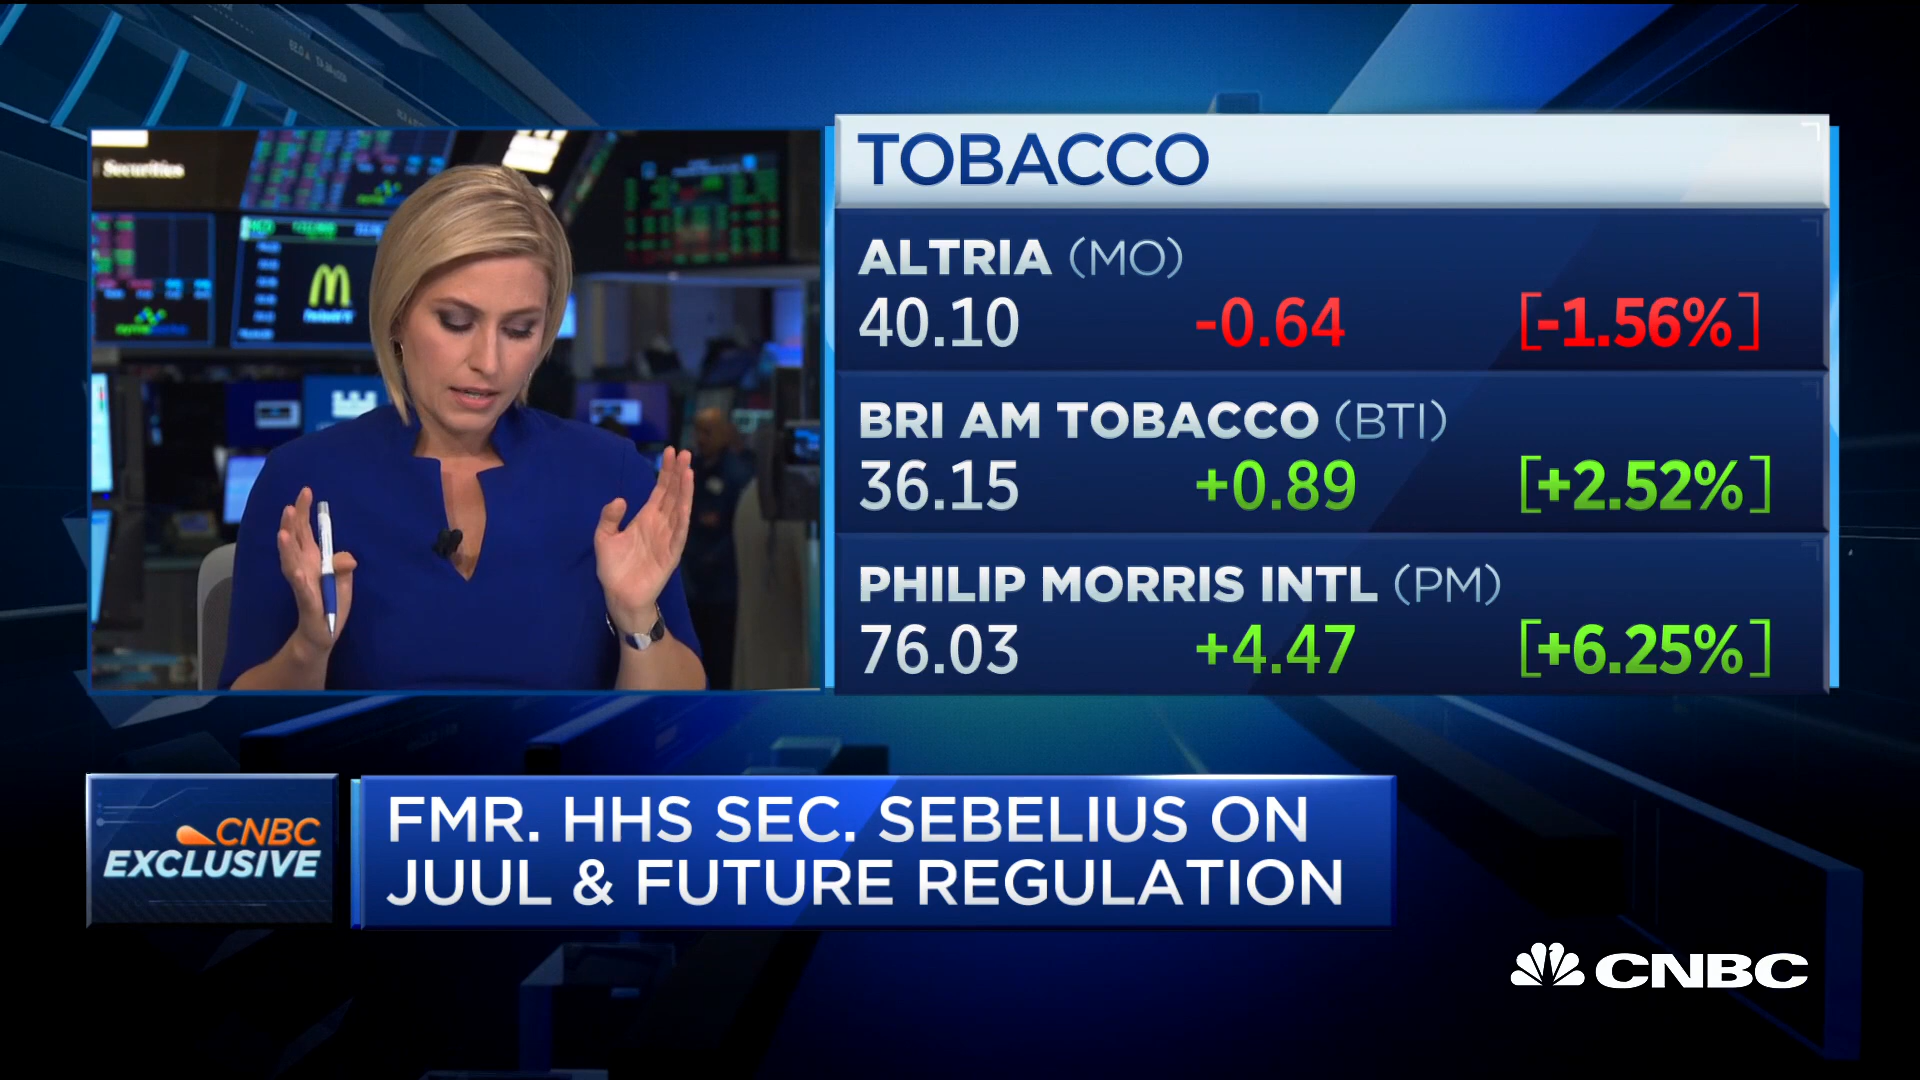 Securities
TOBACCO
ALTRIA (MO)
40.10 -0.64 [-1.56%]
BRI AM TOBACCO (BTI)
36.15 +0.89 [+2.52%]
PHILIP MORRIS INTL (PM)
76.03 +4.47 [+6.25%]
CNBC
EXCLUSIVE
FMR. HHS SEC. SEBELIUS ON
JUUL & FUTURE REGULATION
CNBC